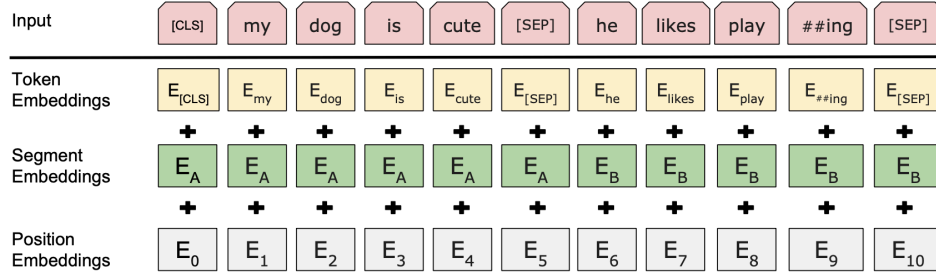 Input [CLS] my dog is cute [SEP] he likes play ##ing [SEP]
Token
Embeddings E[CLS] Emy Edog Eis Ecute E[SEP] Ehe Elikes Eplay E##ing E[SEP]
+ + + + + + + + + + +
Segment
Embeddings EA EA EA EA EA EA EB EB EB EB EB
+ + + + + + + + + + +
Position
Embeddings E0 E1 E2 E3 E4 E5 E6 E7 E8 E9 E10